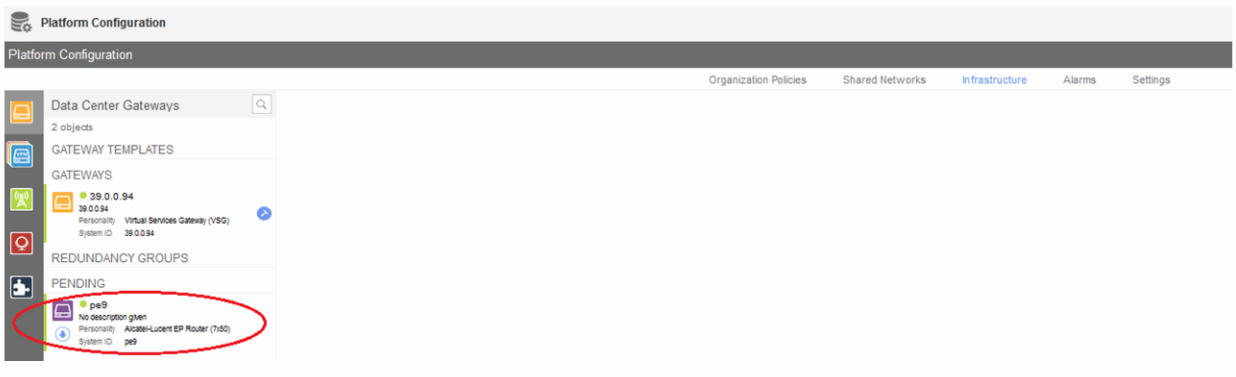 Platform Configuration
Platform Configuration
Organization Policies Shared Networks Infrastructure Alarms Settings
Data Center Gateways
2 objects
GATEWAY TEMPLATES
GATEWAYS
39.0.0.94
39.0.0.94
Personality Virtual Services Gateway (VSG)
System ID 39.0.0.94
REDUNDANCY GROUPS
PENDING
pe9
No description given
Personality Alcatel-Lucent EP Router (7x50)
System ID pe9